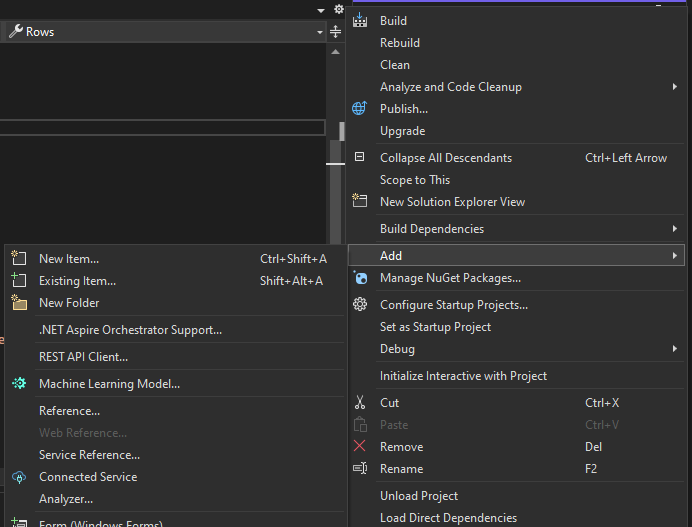 Rows
Build
Rebuild
Clean
Analyze and Code Cleanup
Publish...
Upgrade
Collapse All Descendants Ctrl+Left Arrow
Scope to This
New Solution Explorer View
Build Dependencies
Add
Manage NuGet Packages...
Configure Startup Projects...
Set as Startup Project
Debug
Initialize Interactive with Project
Cut Ctrl+X
Paste Ctrl+V
Remove Del
Rename F2
Unload Project
Load Direct Dependencies
New Item... Ctrl+Shift+A
Existing Item... Shift+Alt+A
New Folder
.NET Aspire Orchestrator Support...
REST API Client...
Machine Learning Model...
Reference...
Web Reference...
Service Reference...
Connected Service
Analyzer...
Form (Windows Forms)